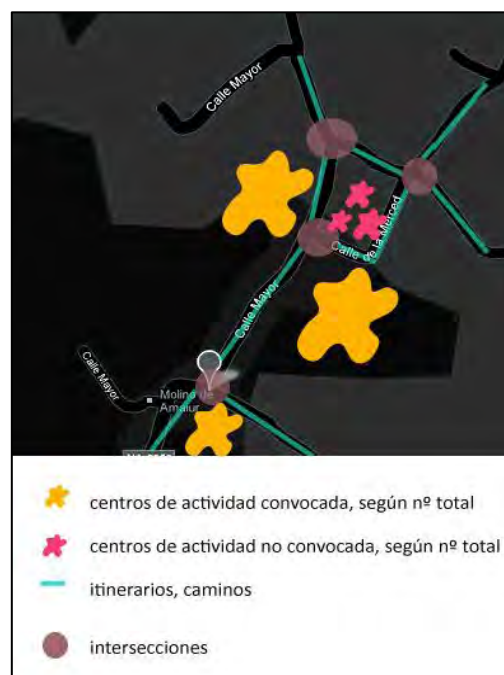 Calle Mayor
Calle de la Merced
Calle Mayor
Calle Mayor
Molino de
Amaiur
centros de actividad convocada, según nº total
centros de actividad no convocada, según nº total
itinerarios, caminos
intersecciones